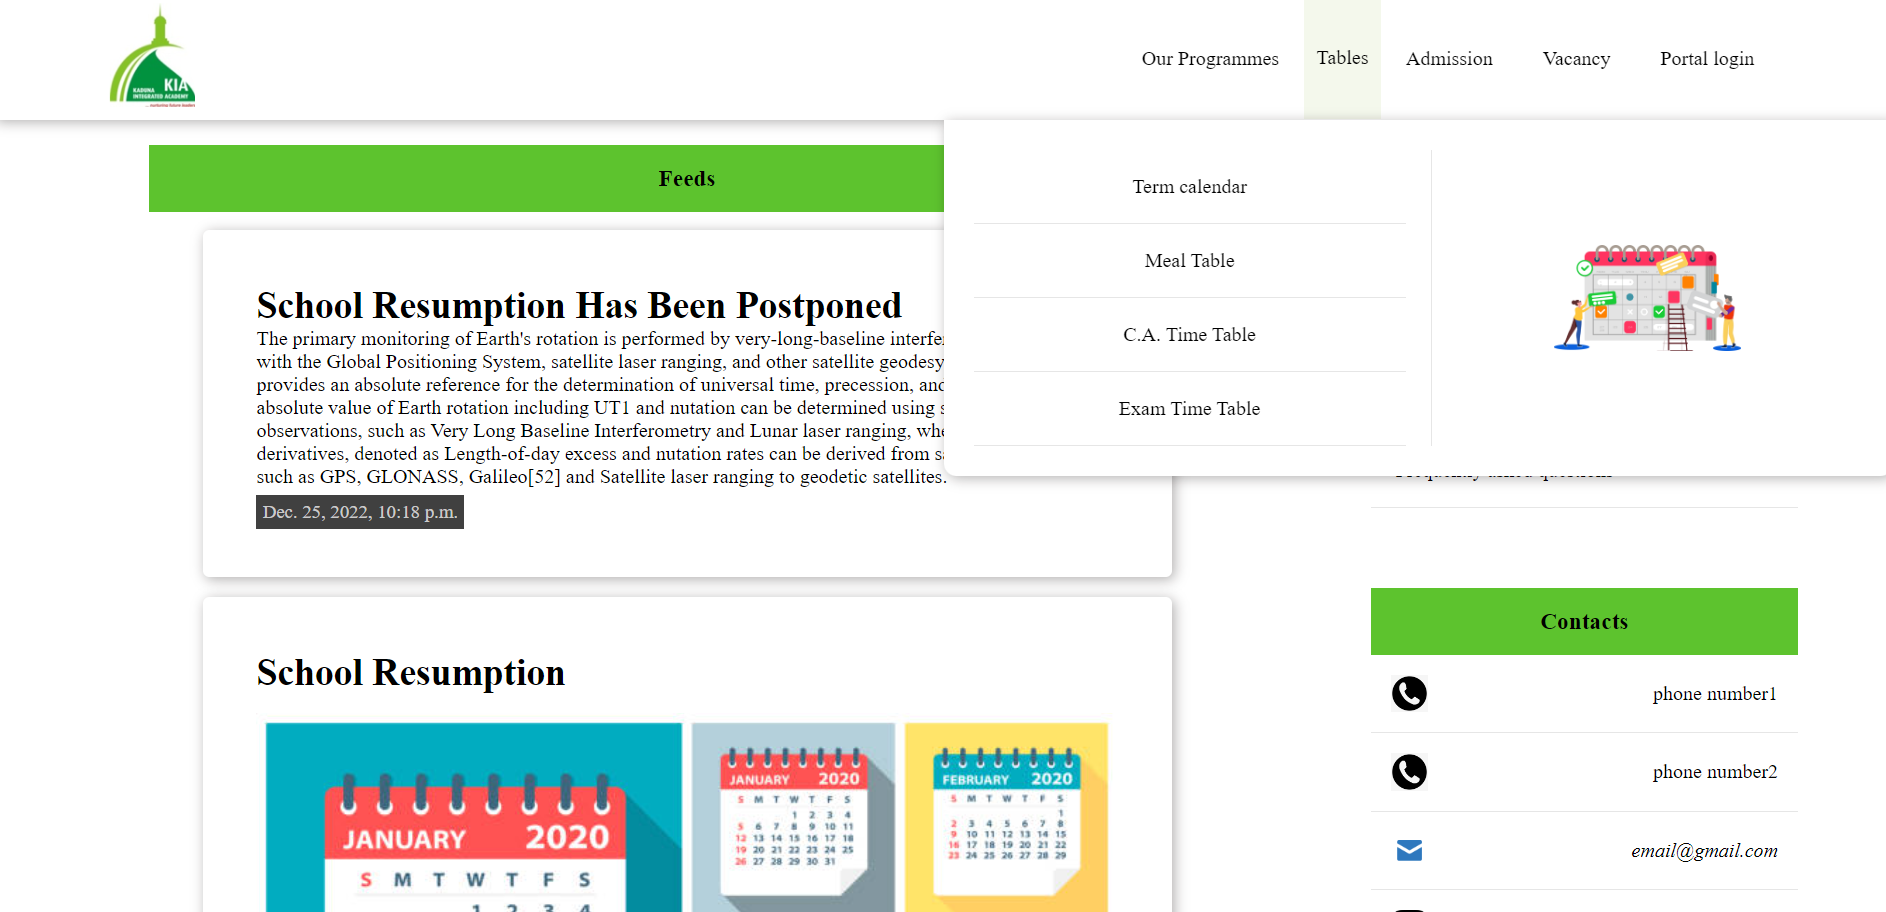 KIA
KADUNA
INTEGRATED ACADEMY
...nurturing future leaders
Our Programmes
Tables
Admission
Vacancy
Portal login
Feeds
Term calendar
Meal Table
C.A. Time Table
Exam Time Table
School Resumption Has Been Postponed
The primary monitoring of Earth's rotation is performed by very-long-baseline
with the Global Positioning System, satellite laser ranging, and other satellite geodesy
provides an absolute reference for the determination of universal time, precession, and
absolute value of Earth rotation including UT1 and nutation can be determined using
observations, such as Very Long Baseline Interferometry and Lunar laser ranging,
derivatives, denoted as Length-of-day excess and nutation rates can be derived from
such as GPS, GLONASS, Galileo[52] and Satellite laser ranging to geodetic satellites.
Dec. 25, 2022, 10:18 p.m.
School Resumption
JANUARY 2020
S M T W T F S
1 2 3 4
JANUARY 2020
S M T W T F S
1 2 3 4
5 6 7 8 9 10 11
12 13 14 15 16 17 18
19 20 21 22 23 24 25
26 27 28 29 30 31
FEBRUARY 2020
S M T W T F S
1
2 3 4 5 6 7 8
9 10 11 12 13 14 15
16 17 18 19 20 21 22
23 24 25 26 27 28 29
Frequently asked questions
Contacts
phone number1
phone number2
email@gmail.com